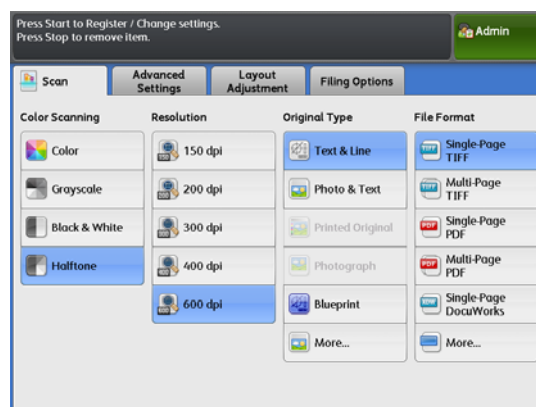 Press Start to Register / Change settings.
Press Stop to remove item.
Admin
Scan
Advanced
Settings
Layout
Adjustment
Filing Options
Color Scanning
Color
Grayscale
Black & White
Halftone
Resolution
150 dpi
200 dpi
300 dpi
400 dpi
600 dpi
Original Type
Text & Line
Photo & Text
Printed Original
Photograph
Blueprint
More...
File Format
Single-Page
TIFF
Multi-Page
TIFF
Single-Page
PDF
Multi-Page
PDF
Single-Page
DocuWorks
More...